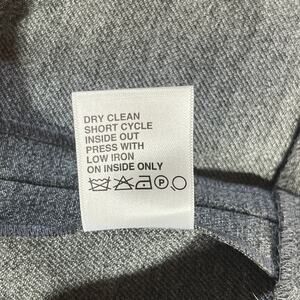 DRY CLEAN
SHORT CYCLE
INSIDE OUT
PRESS WITH
LOW IRON
ON INSIDE ONLY
P